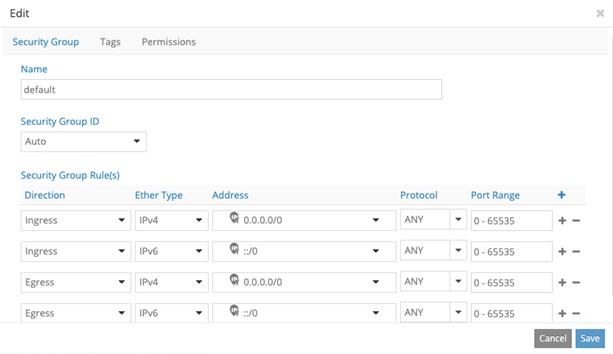 Edit
Security Group Tags Permissions
Name
default
Security Group ID
Auto
Security Group Rule(s)
Direction Ether Type Address Protocol Port Range
Ingress IPv4 0.0.0.0/0 ANY 0 - 65535
Ingress IPv6 ::/0 ANY 0 - 65535
Egress IPv4 0.0.0.0/0 ANY 0 - 65535
Egress IPv6 ::/0 ANY 0 - 65535
Cancel Save